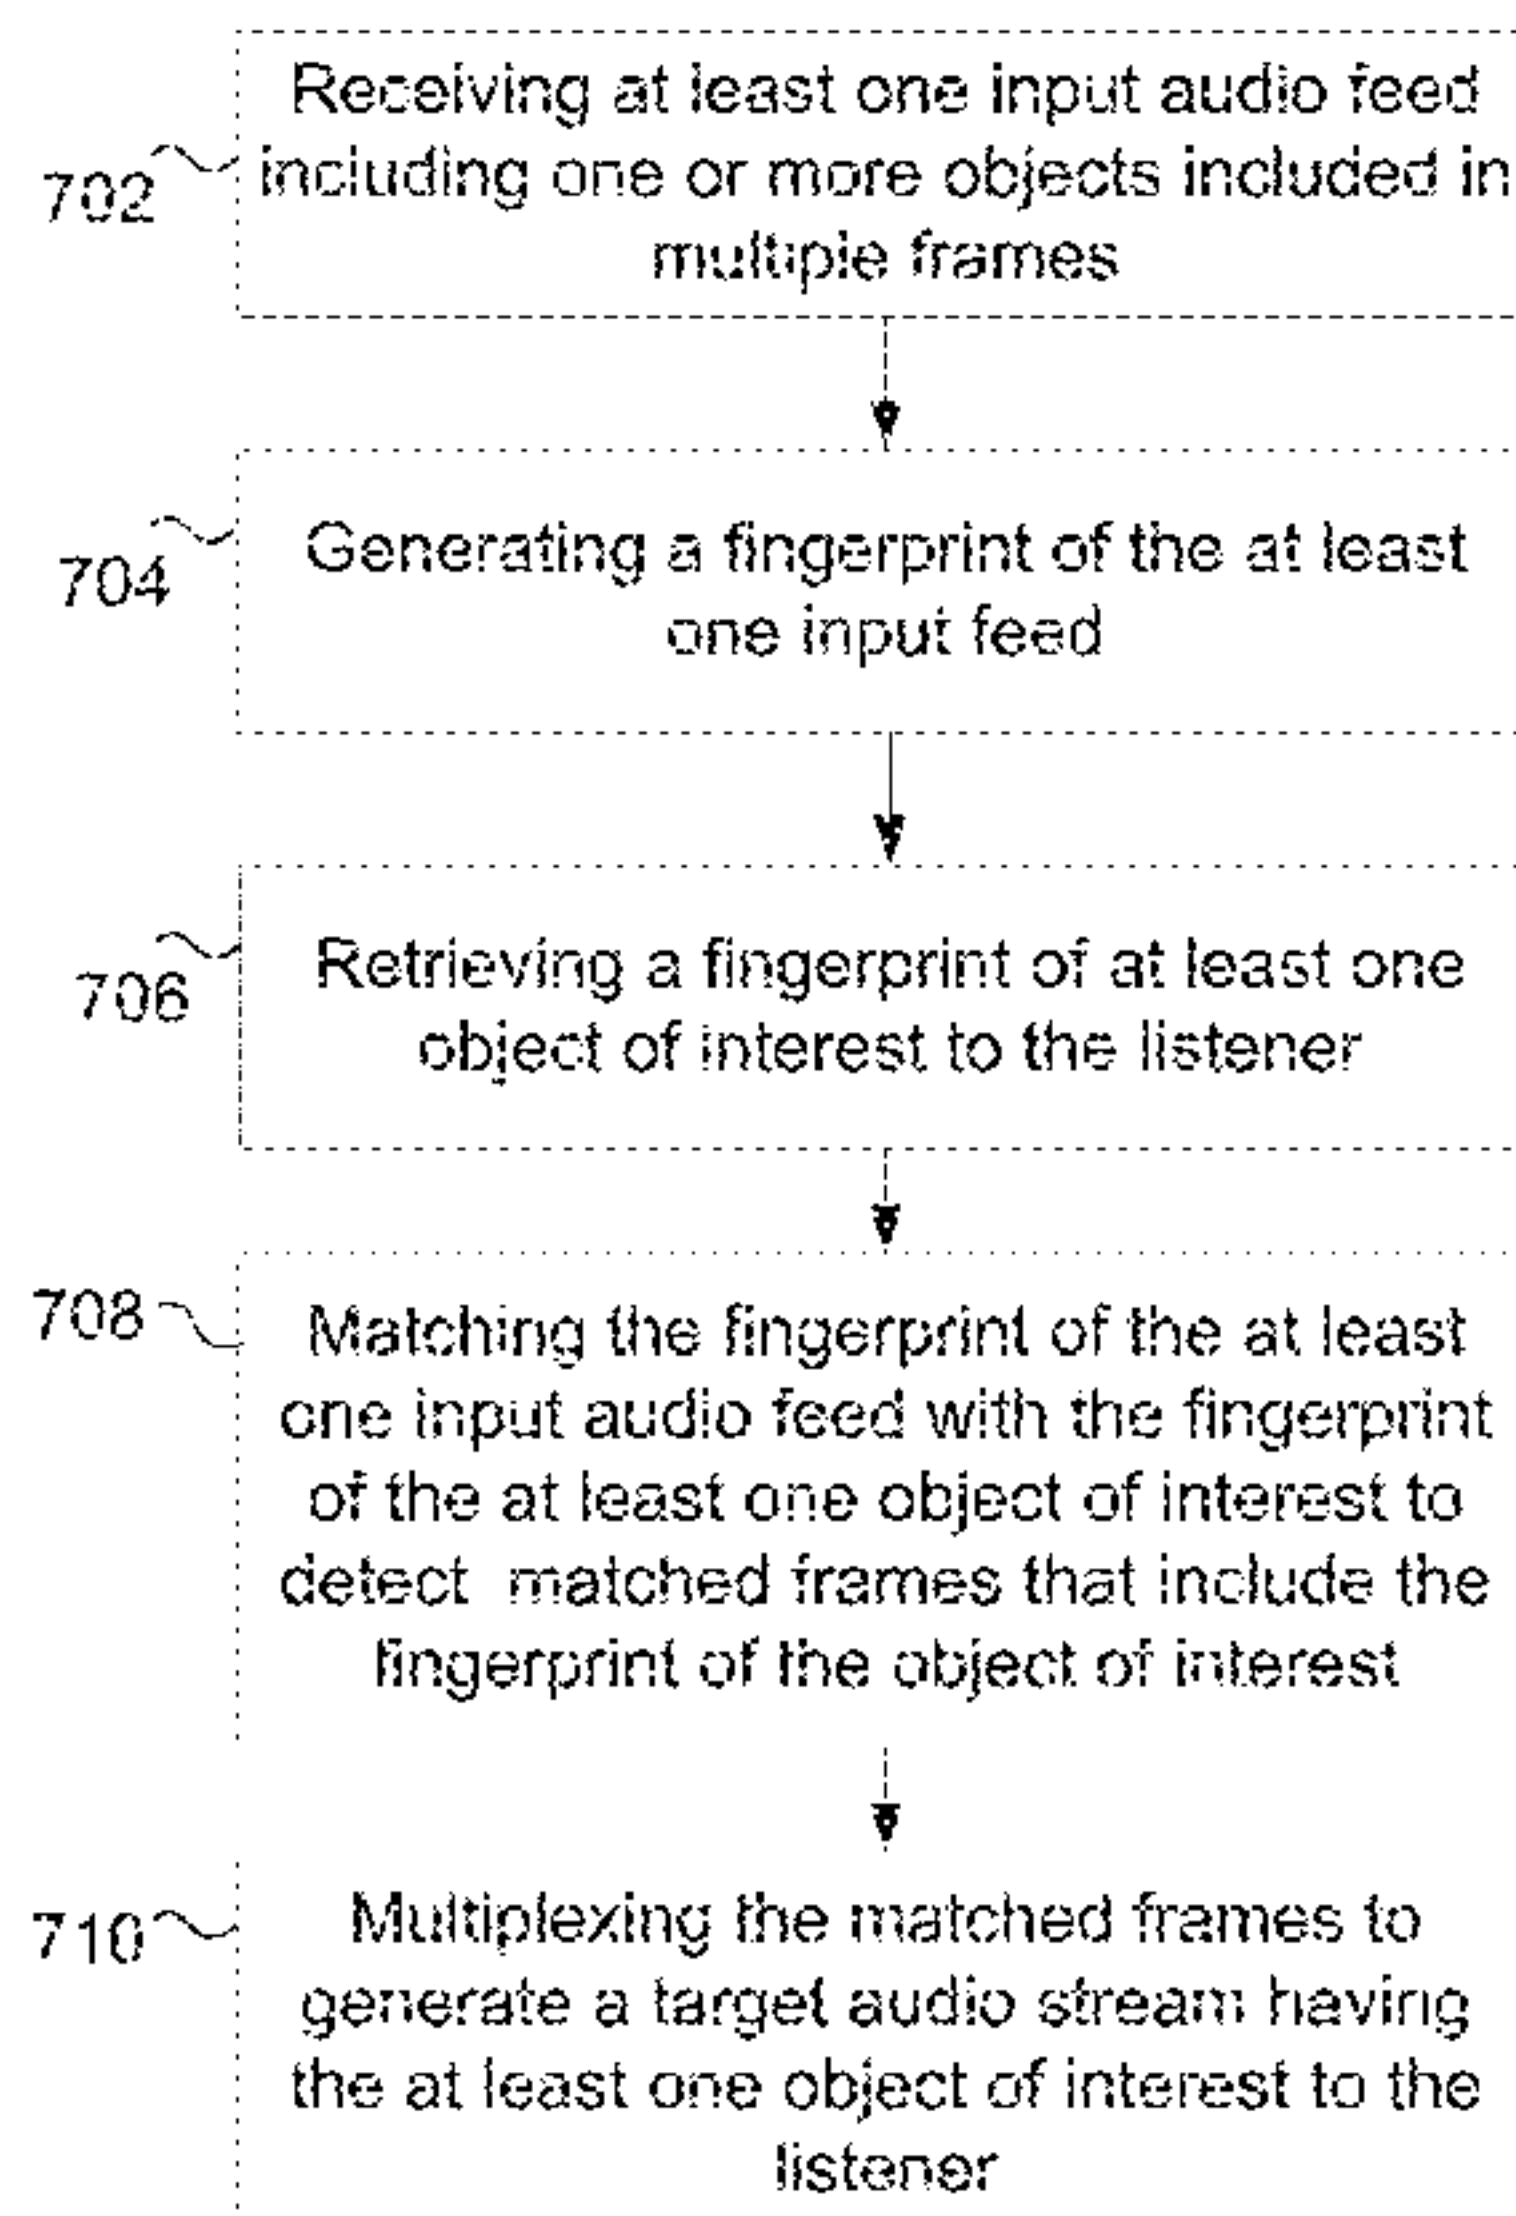 Receiving at least one input audio feed
702
including one or more objects included in
multiple frames
704
Generating a fingerprint of the at least
one input feed
706
Retrieving a fingerprint of at least one
object of interest to the listener
708
Matching the fingerprint of the at least
one input audio feed with the fingerprint
of the at least one object of interest to
detect matched frames that include the
fingerprint of the object of interest
710
Multiplexing the matched frames to
generate a target audio stream having
the at least one object of interest to the
listener